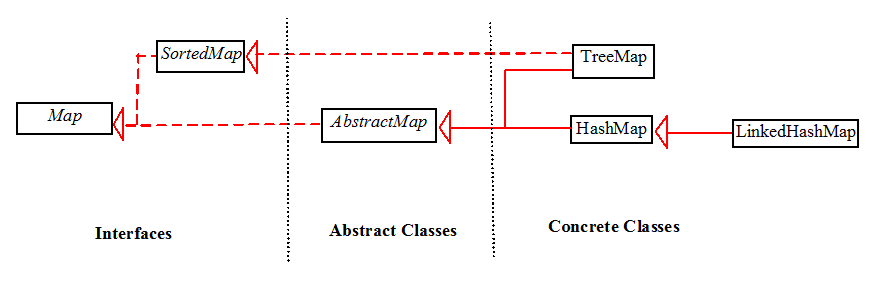 SortedMap
TreeMap
Map
AbstractMap
HashMap
LinkedHashMap
Interfaces
Abstract Classes
Concrete Classes